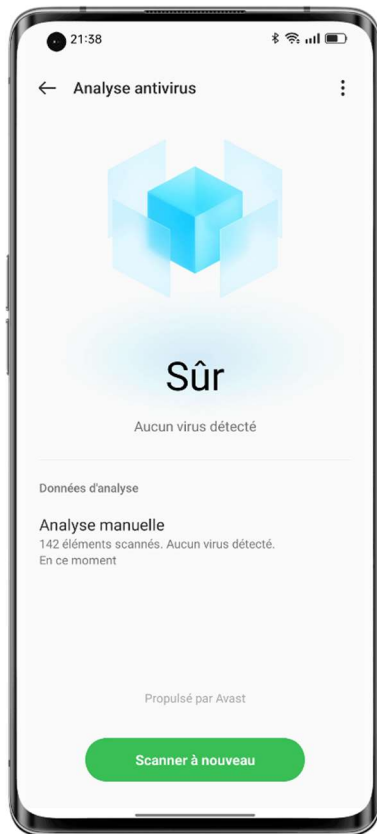 21:38
Analyse antivirus
Sûr
Aucun virus détecté
Données d'analyse
Analyse manuelle
142 éléments scannés. Aucun virus détecté.
En ce moment
Propulsé par Avast
Scanner à nouveau